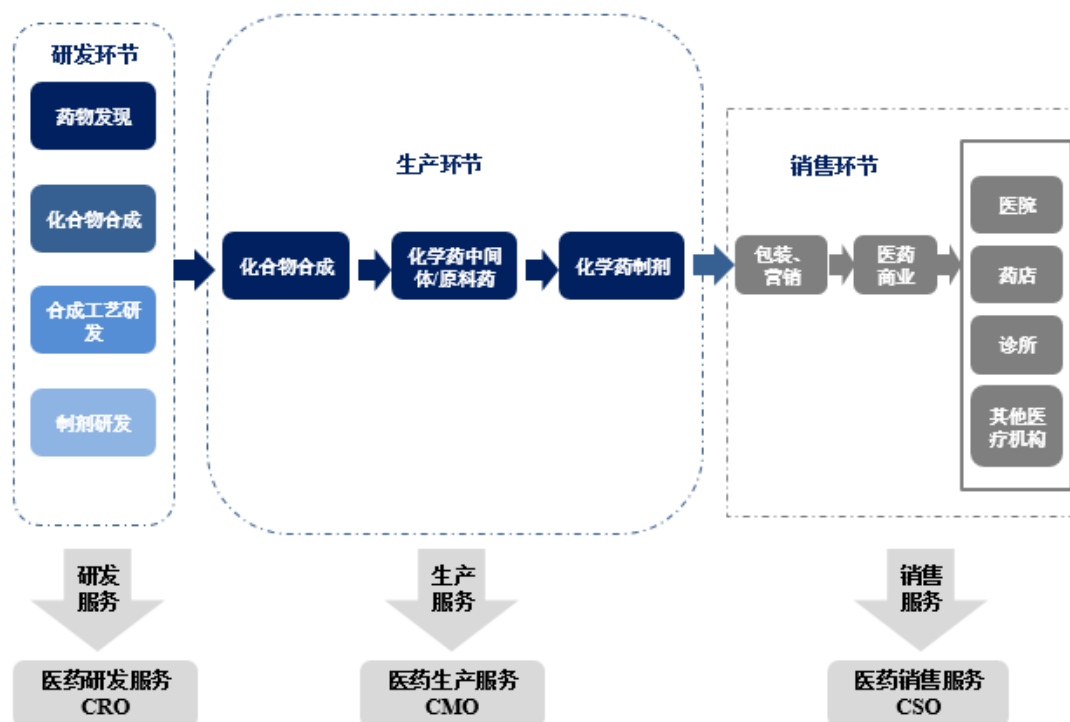 研发环节
药物发现
化合物合成
合成工艺研
发
制剂研发
生产环节
化合物合成
化学药中间
体/原料药
化学药制剂
销售环节
包装、
营销
医药
商业
医院
药店
诊所
其他医
疗机构
研发
服务
生产
服务
销售
服务
医药研发服务
CRO
医药生产服务
CMO
医药销售服务
CSO